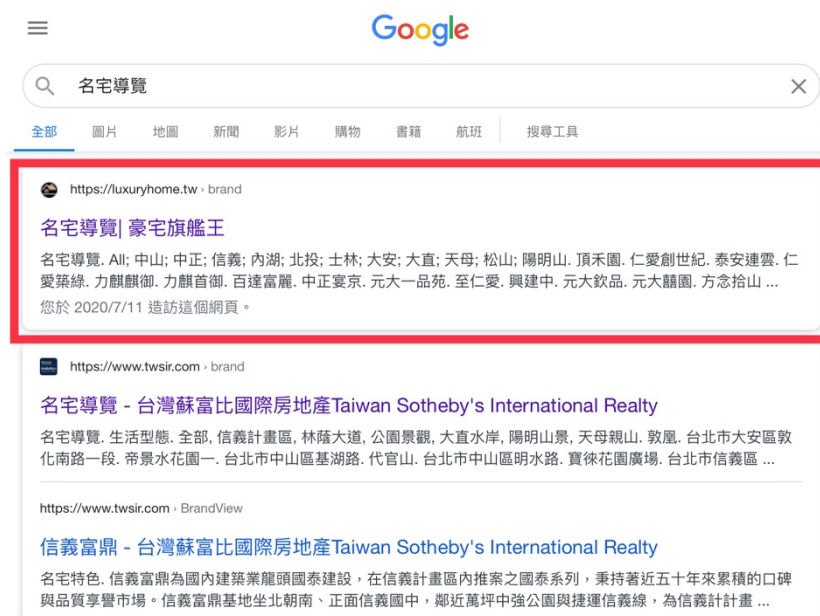 Google
名宅導覽
全部 圖片 地圖 新聞 影片 購物 書籍 航班 搜尋工具
https://luxuryhome.tw › brand
名宅導覽| 豪宅旗艦王
名宅導覽. All; 中山; 中正; 信義; 內湖; 北投; 士林; 大安; 大直; 天母; 松山; 陽明山. 頂禾園. 仁愛創世紀. 泰安連雲. 仁
愛築綠. 力麒麒御. 力麒首御. 百達富麗. 中正宴京. 元大一品苑. 至仁愛. 興建中. 元大欽品. 元大囍園. 方念拾山 ...
您於 2020/7/11 造訪這個網頁。
https://www.twsir.com › brand
名宅導覽 - 台灣蘇富比國際房地產Taiwan Sotheby's International Realty
名宅導覽. 生活型態. 全部, 信義計畫區, 林蔭大道, 公園景觀, 大直水岸, 陽明山景, 天母親山. 敦凰. 台北市大安區敦
化南路一段. 帝景水花園一. 台北市中山區基湖路. 代官山. 台北市中山區明水路. 寶徠花園廣場. 台北市信義區 ...
https://www.twsir.com › BrandView
信義富鼎 - 台灣蘇富比國際房地產Taiwan Sotheby's International Realty
名宅特色. 信義富鼎為國內建築業龍頭國泰建設，在信義計畫區內推案之國泰系列，秉持著近五十年來累積的口碑
與品質享譽市場。信義富鼎基地坐北朝南、正面信義國中，鄰近萬坪中強公園與捷運信義線，為信義計計畫 ...